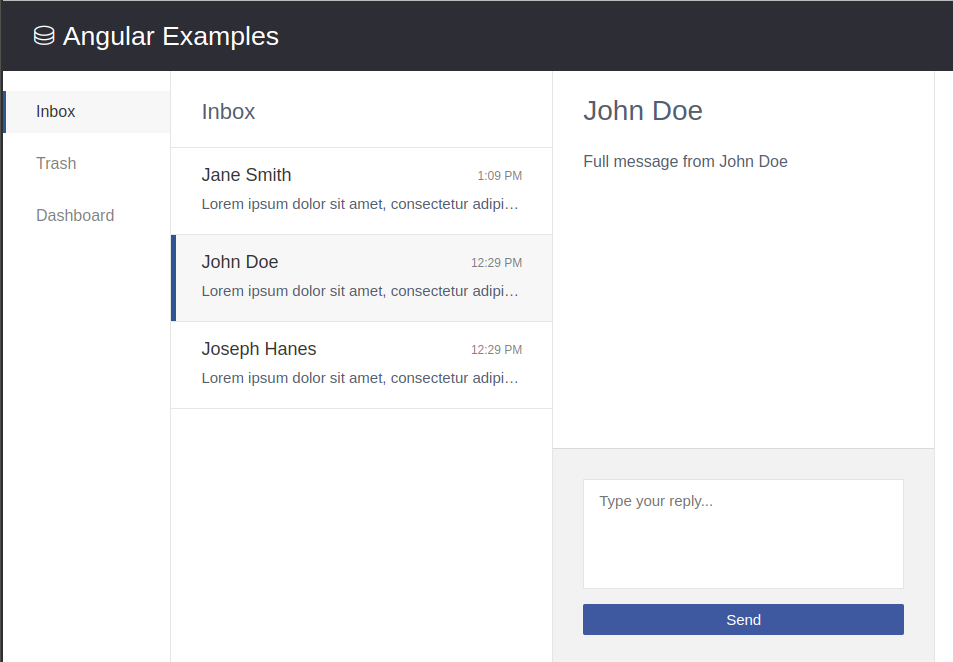 Angular Examples
Inbox
Trash
Dashboard
Inbox
Jane Smith 1:09 PM
Lorem ipsum dolor sit amet, consectetur adipi…
John Doe 12:29 PM
Lorem ipsum dolor sit amet, consectetur adipi…
Joseph Hanes 12:29 PM
Lorem ipsum dolor sit amet, consectetur adipi…
John Doe
Full message from John Doe
Type your reply...
Send